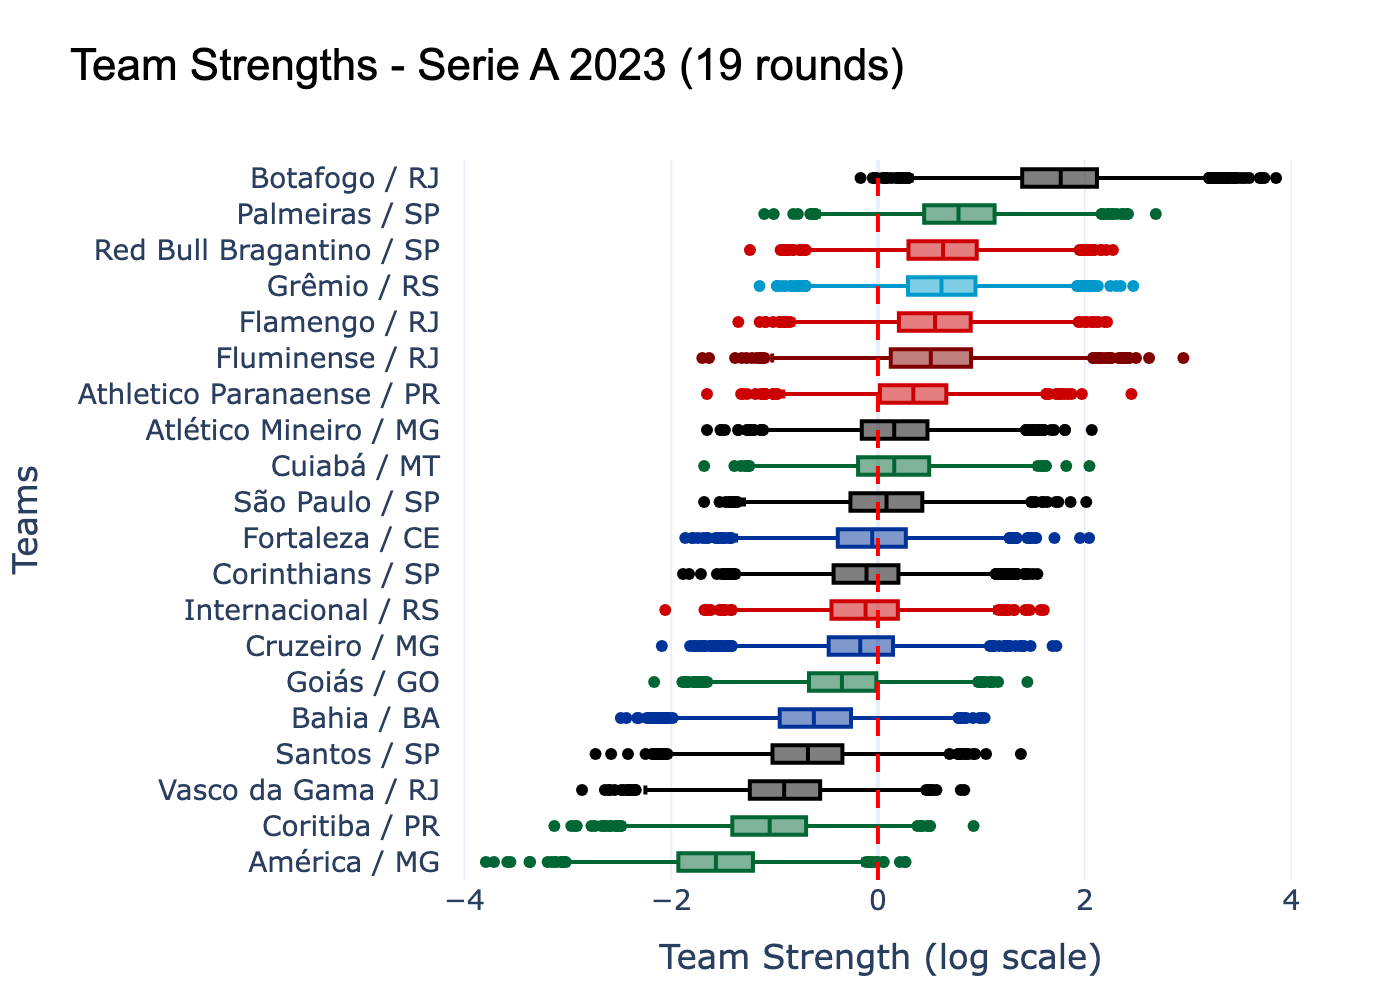 Team Strengths - Serie A 2023 (19 rounds)
Teams
Botafogo / RJ
Palmeiras / SP
Red Bull Bragantino / SP
Grêmio / RS
Flamengo / RJ
Fluminense / RJ
Athletico Paranaense / PR
Atlético Mineiro / MG
Cuiabá / MT
São Paulo / SP
Fortaleza / CE
Corinthians / SP
Internacional / RS
Cruzeiro / MG
Goiás / GO
Bahia / BA
Santos / SP
Vasco da Gama / RJ
Coritiba / PR
América / MG
−4 −2 0 2 4
Team Strength (log scale)